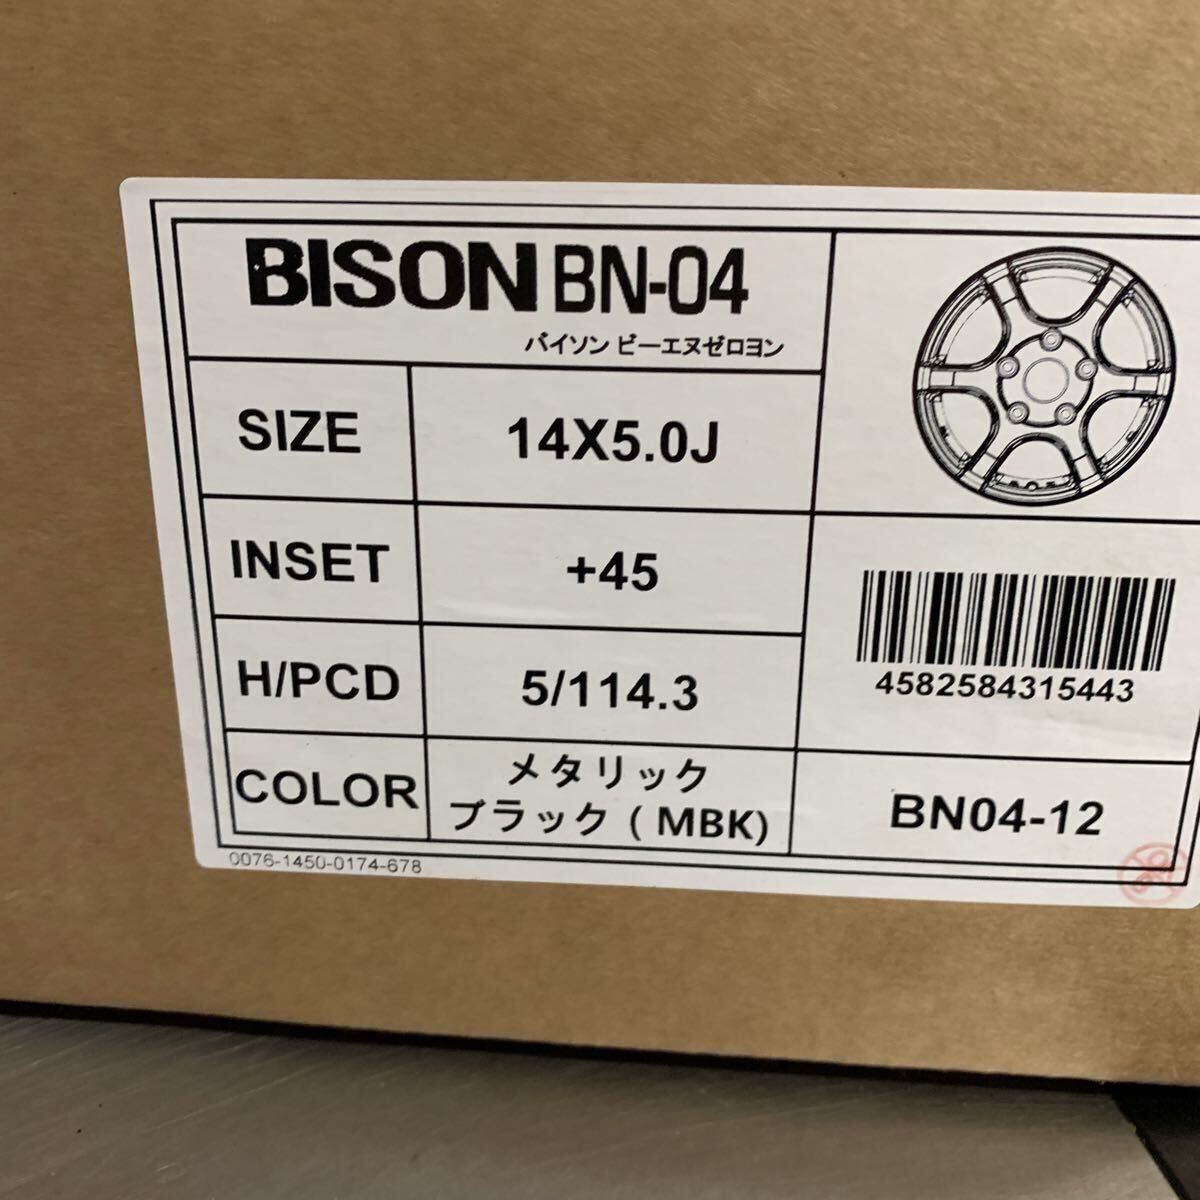 BISON BN-04
バイソン ビーエヌゼロヨン
SIZE 14X5.0J
INSET +45
H/PCD 5/114.3
COLOR メタリック
ブラック ( MBK)
4582584315443
BN04-12
0076-1450-0174-678